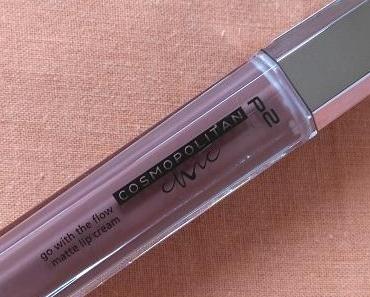 P2
COSMOPOLITAN
chic
go with the flow
matte lip cream